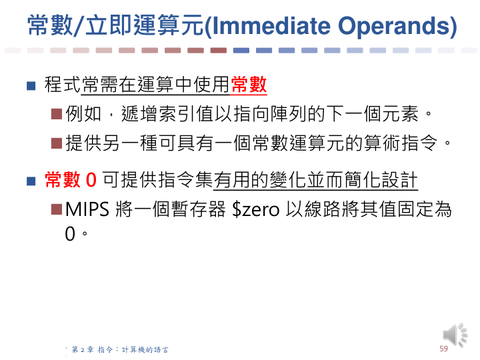 常數/立即運算元(Immediate Operands)
程式常需在運算中使用常數
例如，遞增索引值以指向陣列的下一個元素。
提供另一種可具有一個常數運算元的算術指令。
常數 0 可提供指令集有用的變化並而簡化設計
MIPS 將一個暫存器 $zero 以線路將其值固定為
0。
第 2 章 指令：計算機的語言
59